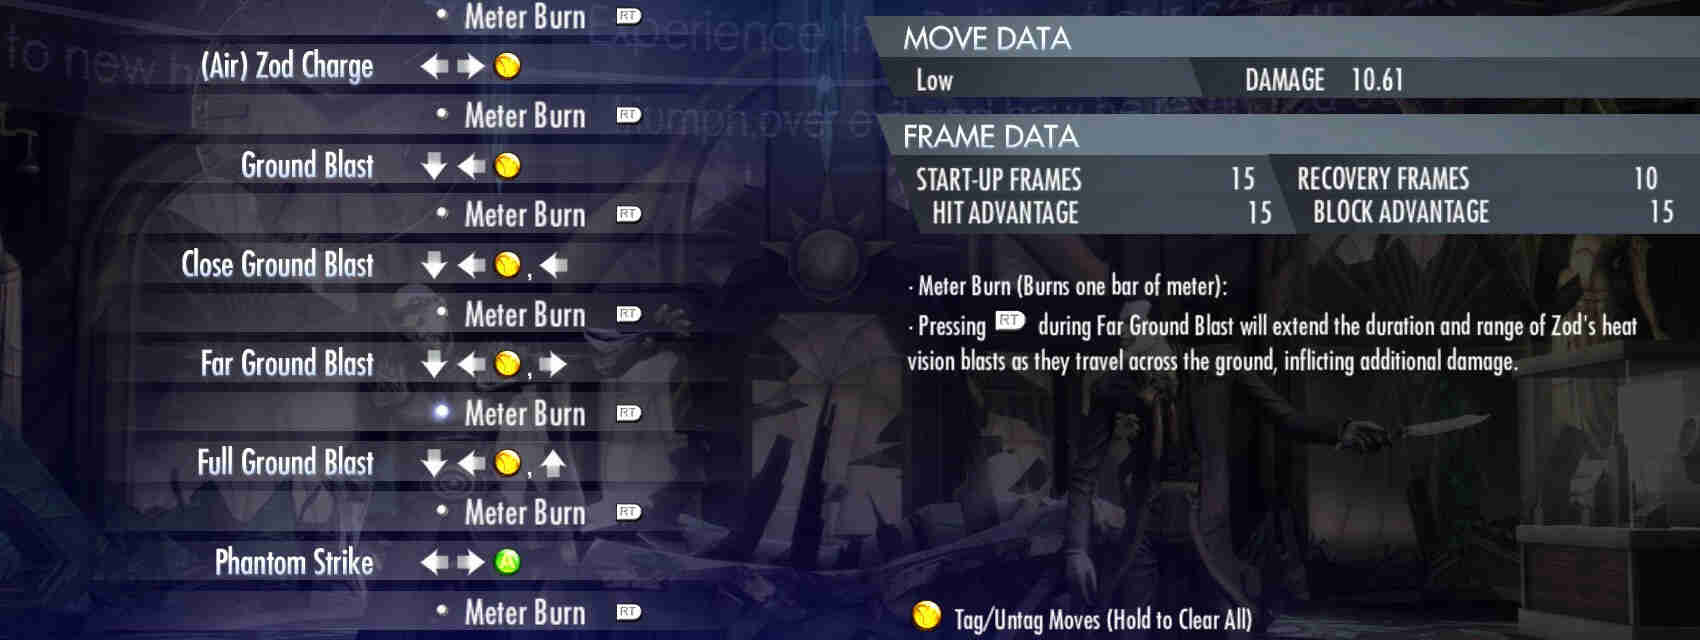 Meter Burn RT
(Air) Zod Charge
Meter Burn RT
Ground Blast
Meter Burn RT
Close Ground Blast ,
Meter Burn RT
Far Ground Blast ,
Meter Burn RT
Full Ground Blast ,
Meter Burn RT
Phantom Strike A
Meter Burn RT
to new
Experience
umph over
MOVE DATA
Low DAMAGE 10.61
FRAME DATA
START-UP FRAMES 15 RECOVERY FRAMES 10
HIT ADVANTAGE 15 BLOCK ADVANTAGE 15
· Meter Burn (Burns one bar of meter):
· Pressing RT during Far Ground Blast will extend the duration and range of Zod's heat
vision blasts as they travel across the ground, inflicting additional damage.
Y Tag/Untag Moves (Hold to Clear All)